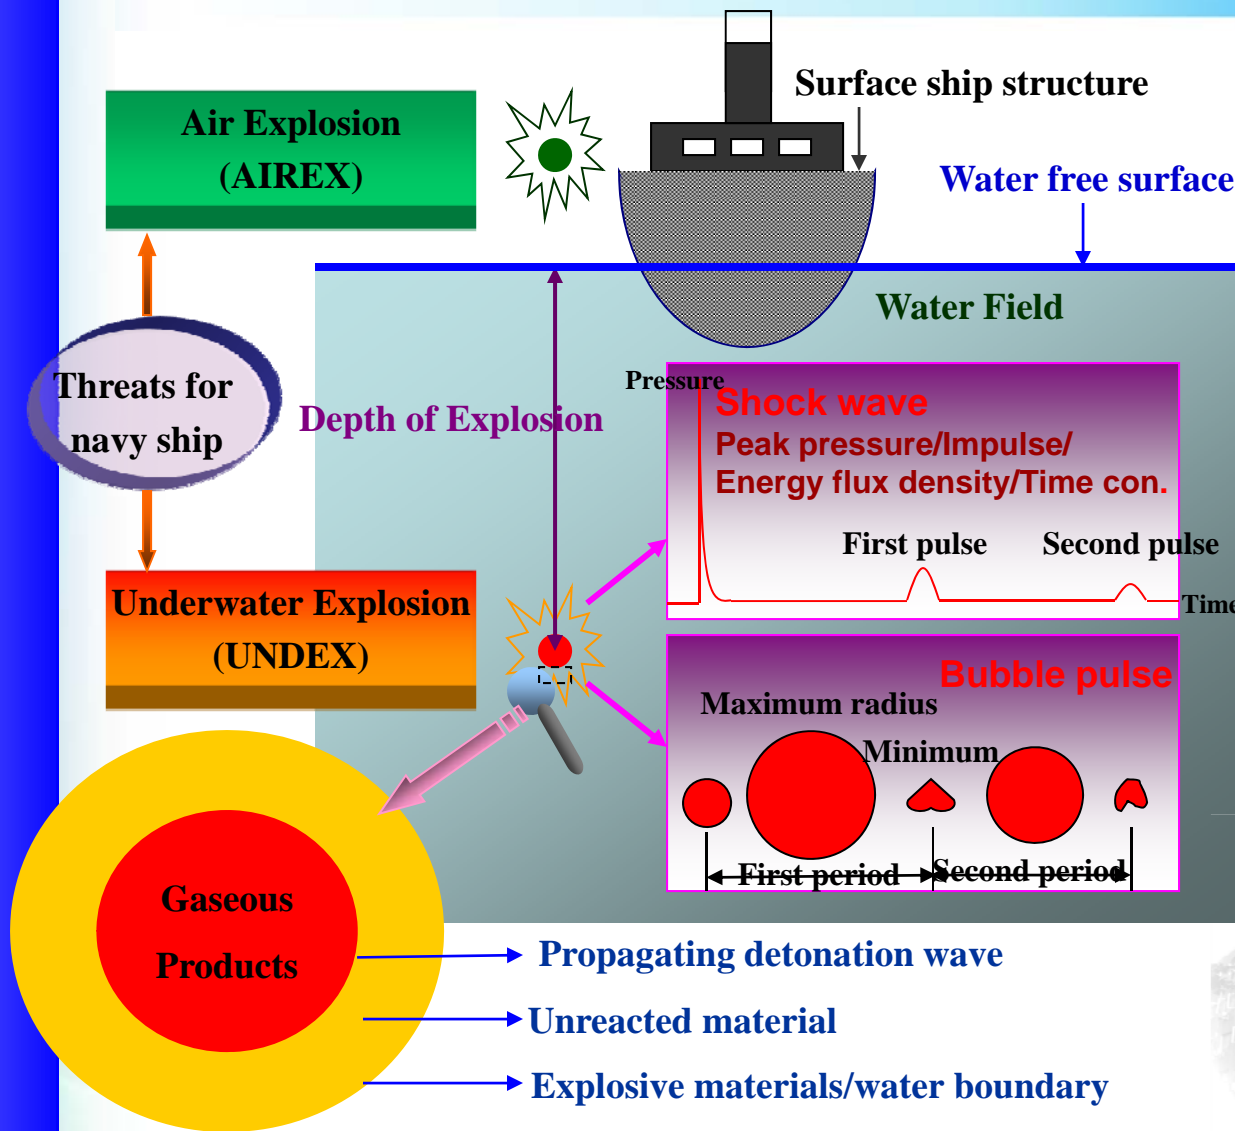 Surface ship structure
Air Explosion
(AIREX)
Water free surface
Water Field
Threats for
navy ship
Depth of Explosion
Pressure
Shock wave
Peak pressure/Impulse/
Energy flux density/Time con.
First pulse
Second pulse
Time
Underwater Explosion
(UNDEX)
Bubble pulse
Maximum radius
Minimum
First period
Second period
Gaseous
Products
Propagating detonation wave
Unreacted material
Explosive materials/water boundary